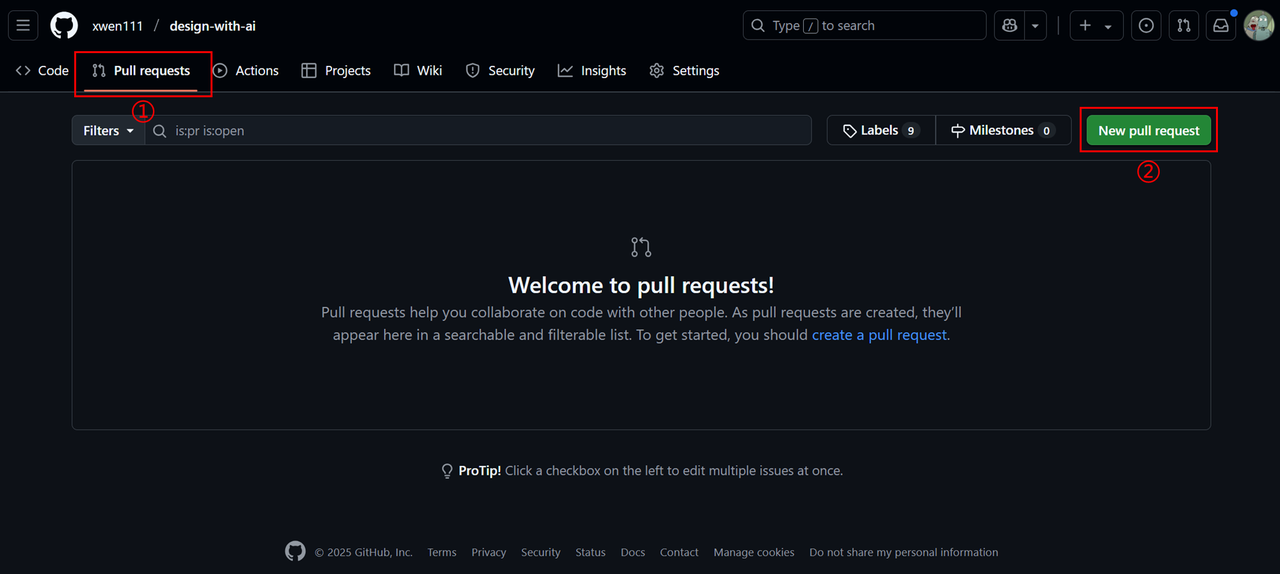 xwen111 / design-with-ai Type / to search
Code Pull requests Actions Projects Wiki Security Insights Settings
①
Filters is:pr is:open Labels 9 Milestones 0 New pull request
②
Welcome to pull requests!
Pull requests help you collaborate on code with other people. As pull requests are created, they’ll
appear here in a searchable and filterable list. To get started, you should create a pull request.
ProTip! Click a checkbox on the left to edit multiple issues at once.
© 2025 GitHub, Inc. Terms Privacy Security Status Docs Contact Manage cookies Do not share my personal information